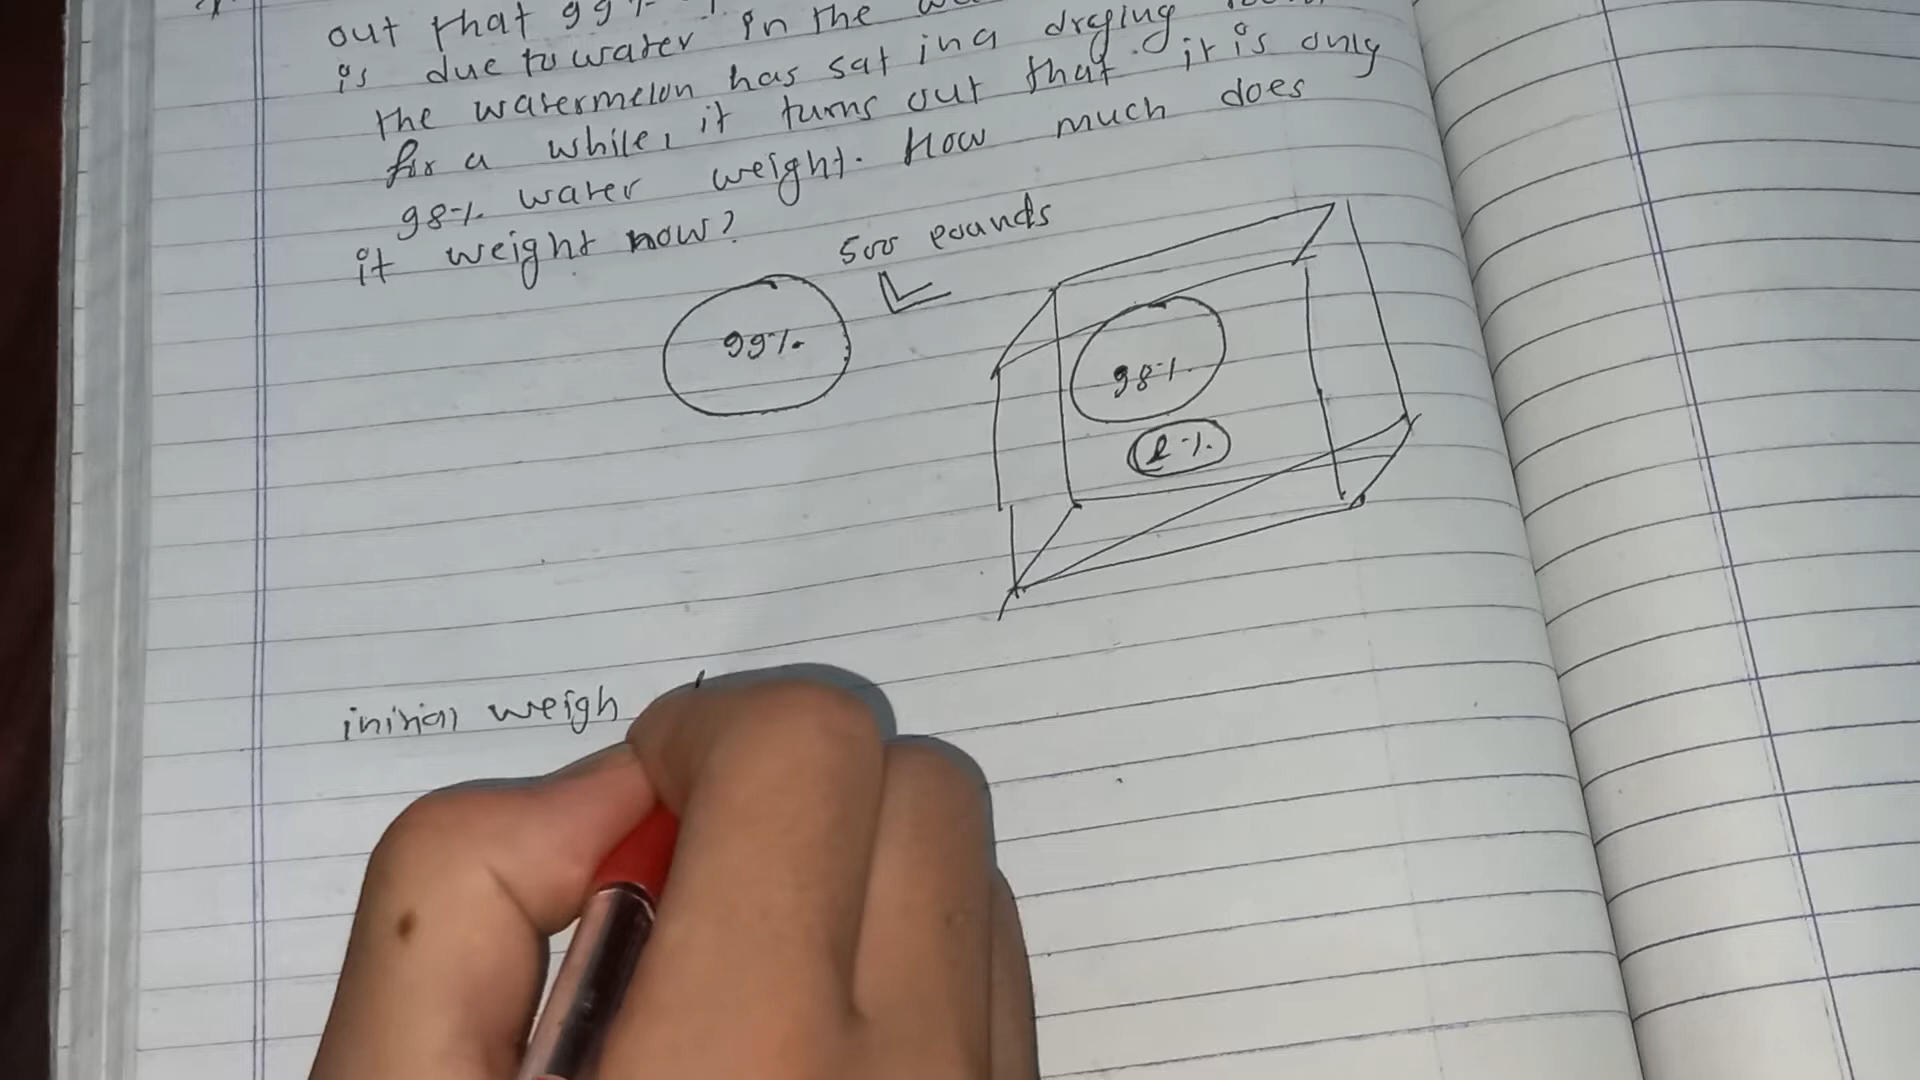 out that 99%
is due to water in the
the watermelon has sat in a drying
for a while, it turns out that it is only
98% water weight. How much does
it weight now?
500 pounds
99%
98%
2%
initial weigh